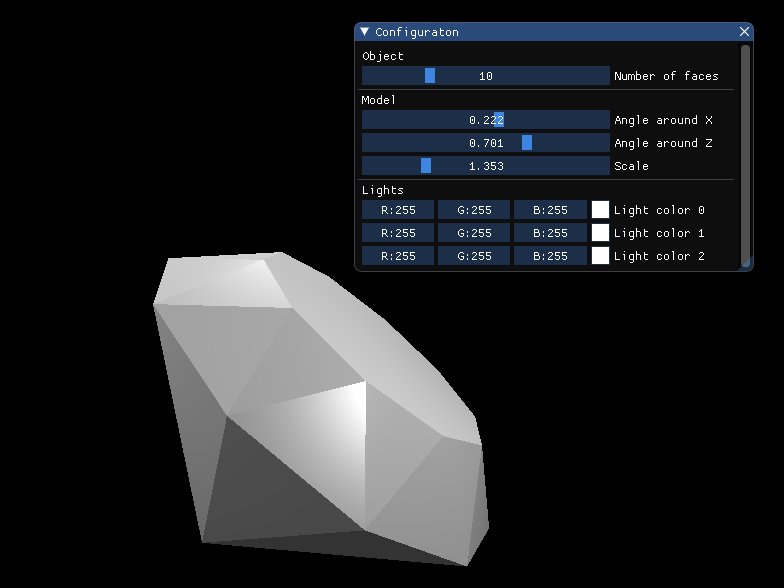 Configuraton
Object
10 Number of faces
Model
0.222 Angle around X
0.701 Angle around Z
1.353 Scale
Lights
R:255 G:255 B:255 Light color 0
R:255 G:255 B:255 Light color 1
R:255 G:255 B:255 Light color 2